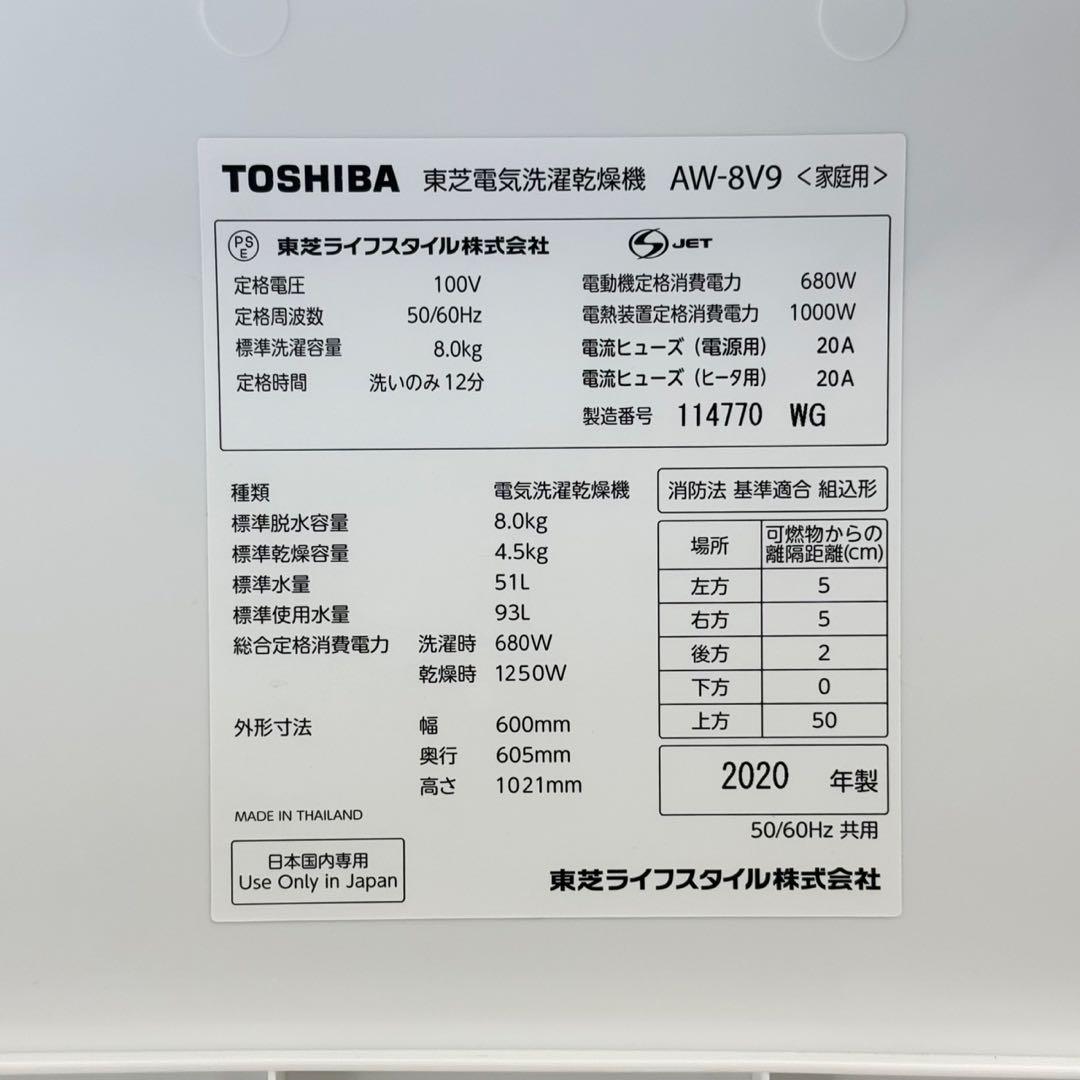 TOSHIBA 東芝電気洗濯乾燥機 AW-8V9 <家庭用>
PSE 東芝ライフスタイル株式会社 S JET
定格電圧 100V 電動機定格消費電力 680W
定格周波数 50/60Hz 電熱装置定格消費電力 1000W
標準洗濯容量 8.0kg 電流ヒューズ (電源用) 20A
定格時間 洗いのみ12分 電流ヒューズ (ヒータ用) 20A
製造番号 114770 WG
種類 電気洗濯乾燥機
標準脱水容量 8.0kg
標準乾燥容量 4.5kg
標準水量 51L
標準使用水量 93L
総合定格消費電力 洗濯時 680W
乾燥時 1250W
外形寸法 幅 600mm
奥行 605mm
高さ 1021mm
消防法 基準適合 組込形
場所 可燃物からの離隔距離(cm)
左方 5
右方 5
後方 2
下方 0
上方 50
2020 年製
MADE IN THAILAND
50/60Hz 共用
日本国内専用
Use Only in Japan
東芝ライフスタイル株式会社